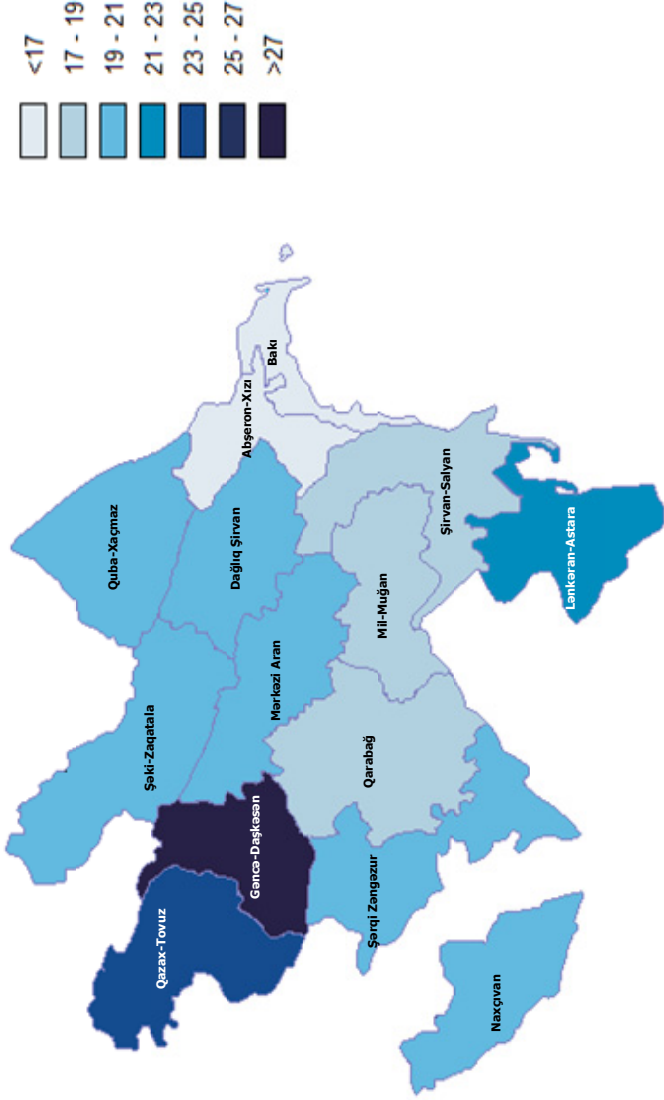 <17
17 - 19
19 - 21
21 - 23
23 - 25
25 - 27
>27
Qazax-Tovuz
Gəncə-Daşkəsən
Şəki-Zaqatala
Quba-Xaçmaz
Dağlıq Şirvan
Abşeron-Xızı
Bakı
Mərkəzi Aran
Mil-Muğan
Şirvan-Salyan
Qarabağ
Şərqi Zəngəzur
Lənkəran-Astara
Naxçıvan